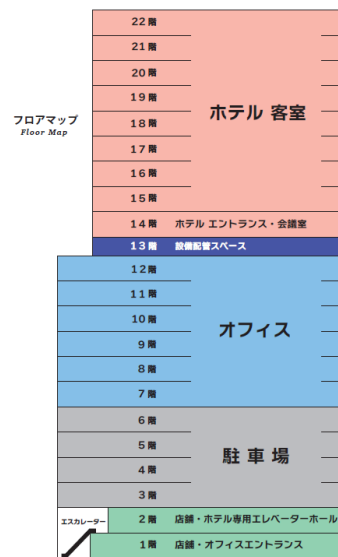 22階
21階
20階
19階
フロアマップ
Floor Map
18階
ホテル 客室
17階
16階
15階
14階 ホテル エントランス・会議室
13階 設備配管スペース
12階
11階
10階
オフィス
9階
8階
7階
6階
5階
駐車場
4階
3階
エスカレーター
2階 店舗・ホテル専用エレベーターホール
1階 店舗・オフィスエントランス